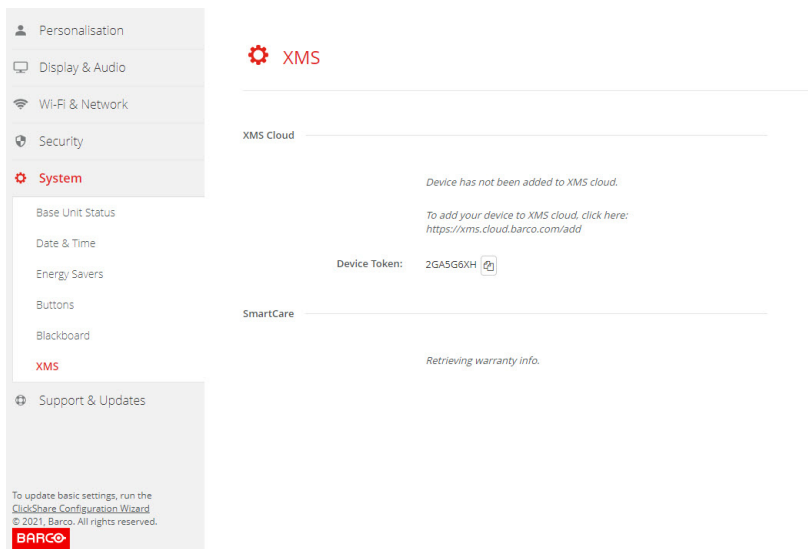 Personalisation
Display & Audio
Wi-Fi & Network
Security
System
Base Unit Status
Date & Time
Energy Savers
Buttons
Blackboard
XMS
Support & Updates
To update basic settings, run the
ClickShare Configuration Wizard
© 2021, Barco. All rights reserved.
BARCO
XMS
XMS Cloud
Device has not been added to XMS cloud.
To add your device to XMS cloud, click here:
https://xms.cloud.barco.com/add
Device Token: 2GA5G6XH
SmartCare
Retrieving warranty info.